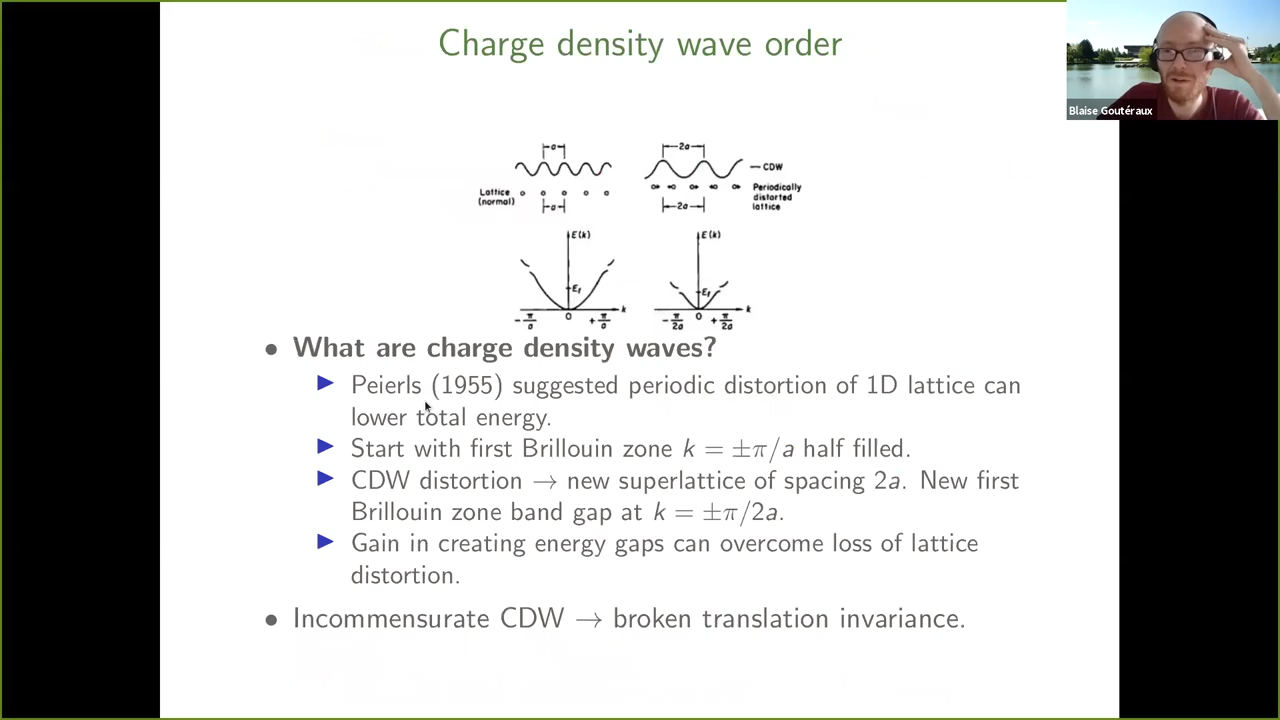 Charge density wave order
Blaise Goutéraux
a
2a
CDW
Lattice
(normal)
Periodically
distorted
lattice
a
2a
E(k)
E(k)
Ef
Ef
k
k
-π/a 0 +π/a
-π/2a 0 +π/2a
• What are charge density waves?
▶ Peierls (1955) suggested periodic distortion of 1D lattice can
lower total energy.
▶ Start with first Brillouin zone k = ±π/a half filled.
▶ CDW distortion → new superlattice of spacing 2a. New first
Brillouin zone band gap at k = ±π/2a.
▶ Gain in creating energy gaps can overcome loss of lattice
distortion.
• Incommensurate CDW → broken translation invariance.